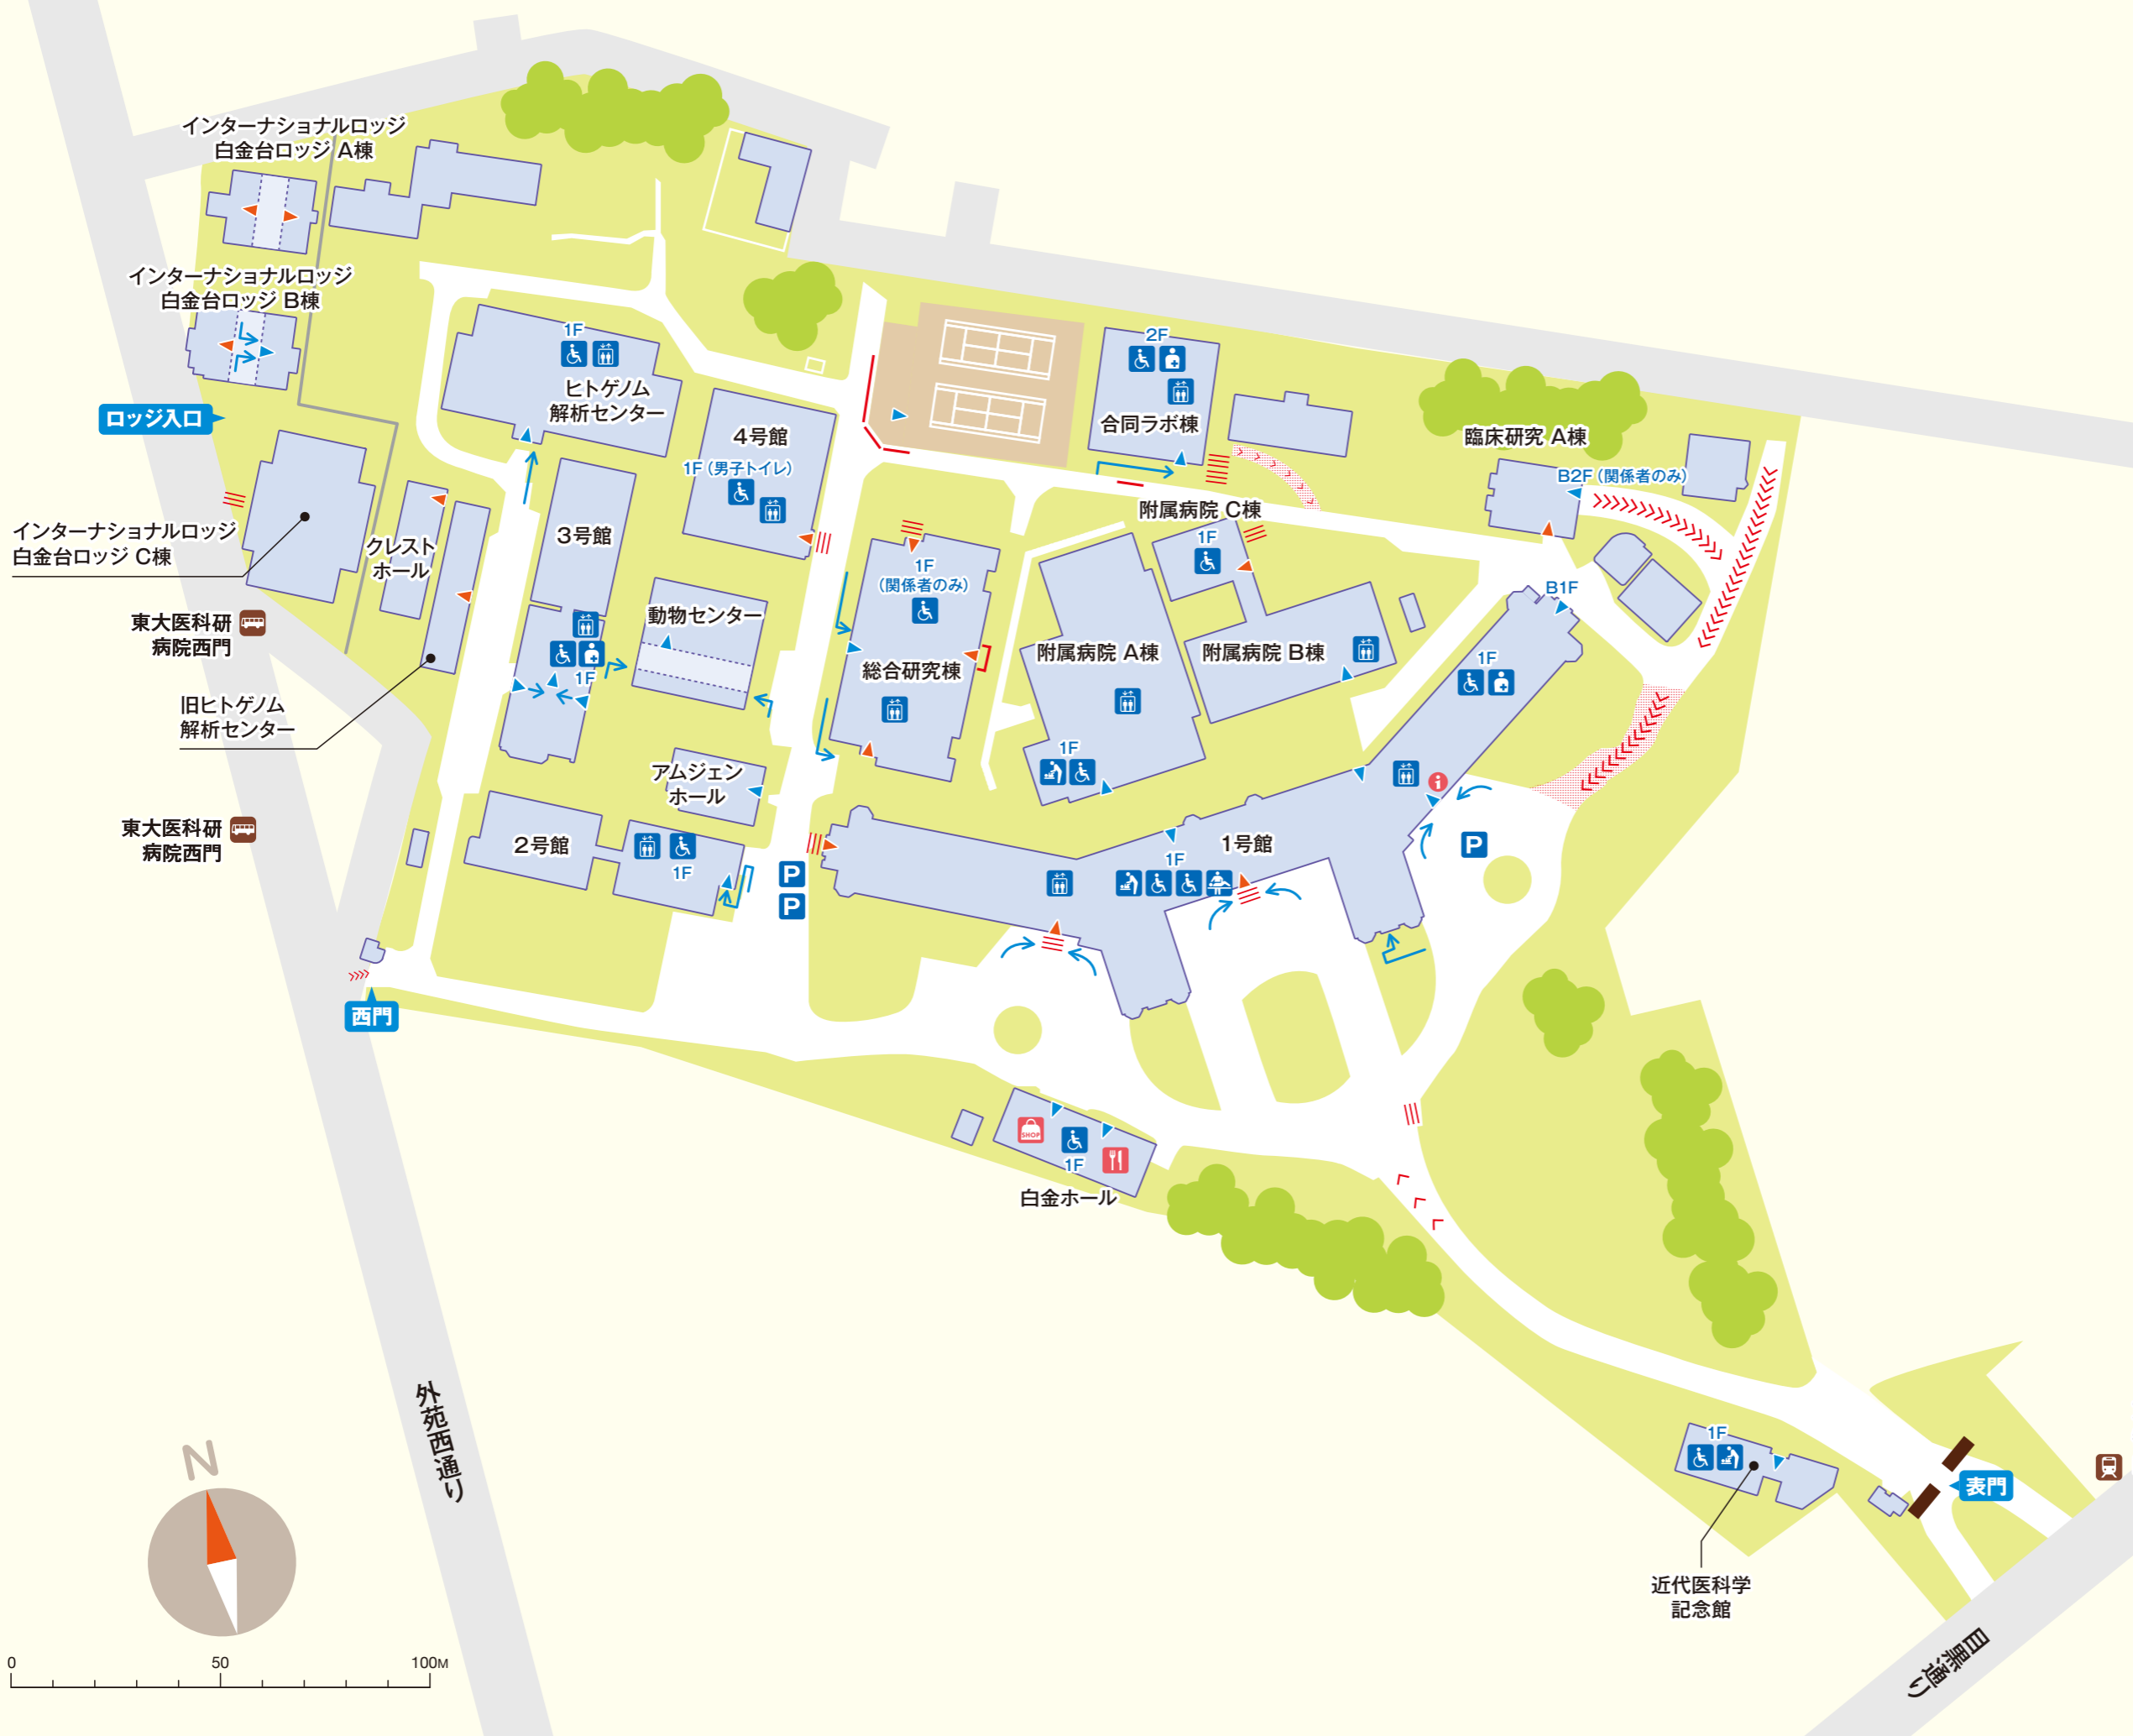 インターナショナルロッジ
白金台ロッジ A棟
インターナショナルロッジ
白金台ロッジ B棟
ロッジ入口
1F
ヒトゲノム
解析センター
4号館
1F(男子トイレ)
2F
合同ラボ棟
臨床研究 A棟
B2F(関係者のみ)
インターナショナルロッジ
白金台ロッジ C棟
クレスト
ホール
3号館
1F
附属病院 C棟
1F
1F
(関係者のみ)
総合研究棟
動物センター
附属病院 A棟
1F
附属病院 B棟
B1F
1F
東大医科研
病院西門
旧ヒトゲノム
解析センター
アムジェン
ホール
東大医科研
病院西門
2号館
1F
P
P
1号館
1F
P
西門
SHOP
1F
白金ホール
外苑西通り
N
0 50 100M
1F
表門
近代医科学
記念館
目黒通り